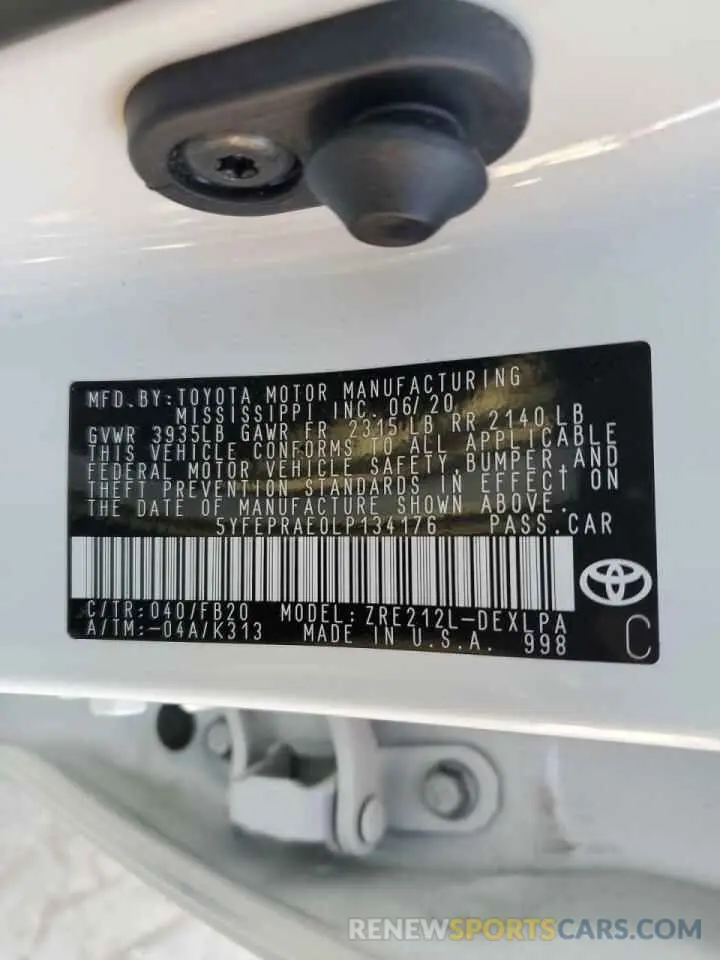 MFD. BY: TOYOTA MOTOR MANUFACTURING
MISSISSIPPI INC. 06/20
GVWR 3935LB GAWR FR 2315LB RR 2140LB
THIS VEHICLE CONFORMS TO ALL APPLICABLE
FEDERAL MOTOR VEHICLE SAFETY, BUMPER, AND
THEFT PREVENTION STANDARDS IN EFFECT ON
THE DATE OF MANUFACTURE SHOWN ABOVE.
5YFEPRAE0LP134176 PASS. CAR
C/TR: 040/FB20 MODEL: ZRE212L-DEXLPA
A/TM: -04A/K313 MADE IN U.S.A. 998 C
RENEWSPORTSCARS.COM